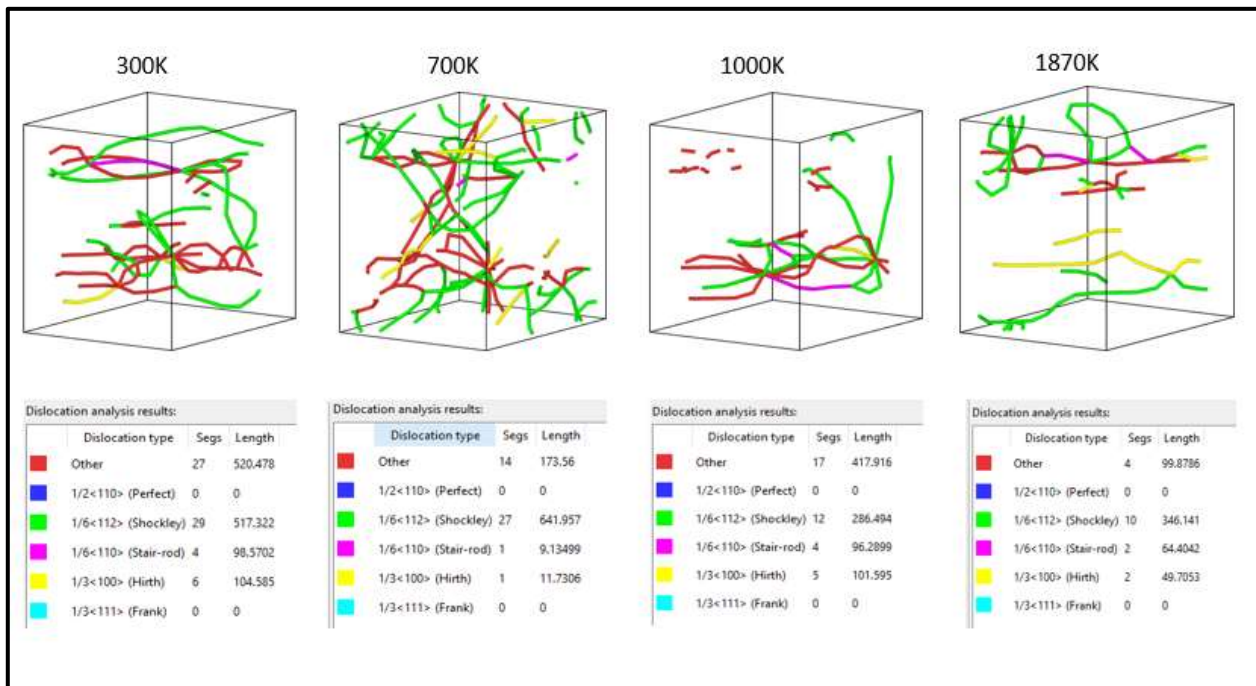 300K
700K
1000K
1870K
Dislocation analysis results:
Dislocation type Segs Length
Other 27 520.478
1/2<110> (Perfect) 0 0
1/6<112> (Shockley) 29 517.322
1/6<110> (Stair-rod) 4 98.5702
1/3<100> (Hirth) 6 104.585
1/3<111> (Frank) 0 0
Dislocation analysis results:
Dislocation type Segs Length
Other 14 173.56
1/2<110> (Perfect) 0 0
1/6<112> (Shockley) 27 641.957
1/6<110> (Stair-rod) 1 9.13499
1/3<100> (Hirth) 1 11.7306
1/3<111> (Frank) 0 0
Dislocation analysis results:
Dislocation type Segs Length
Other 17 417.916
1/2<110> (Perfect) 0 0
1/6<112> (Shockley) 12 286.494
1/6<110> (Stair-rod) 4 96.2899
1/3<100> (Hirth) 5 101.595
1/3<111> (Frank) 0 0
Dislocation analysis results:
Dislocation type Segs Length
Other 4 99.8786
1/2<110> (Perfect) 0 0
1/6<112> (Shockley) 10 346.141
1/6<110> (Stair-rod) 2 64.4042
1/3<100> (Hirth) 2 49.7053
1/3<111> (Frank) 0 0